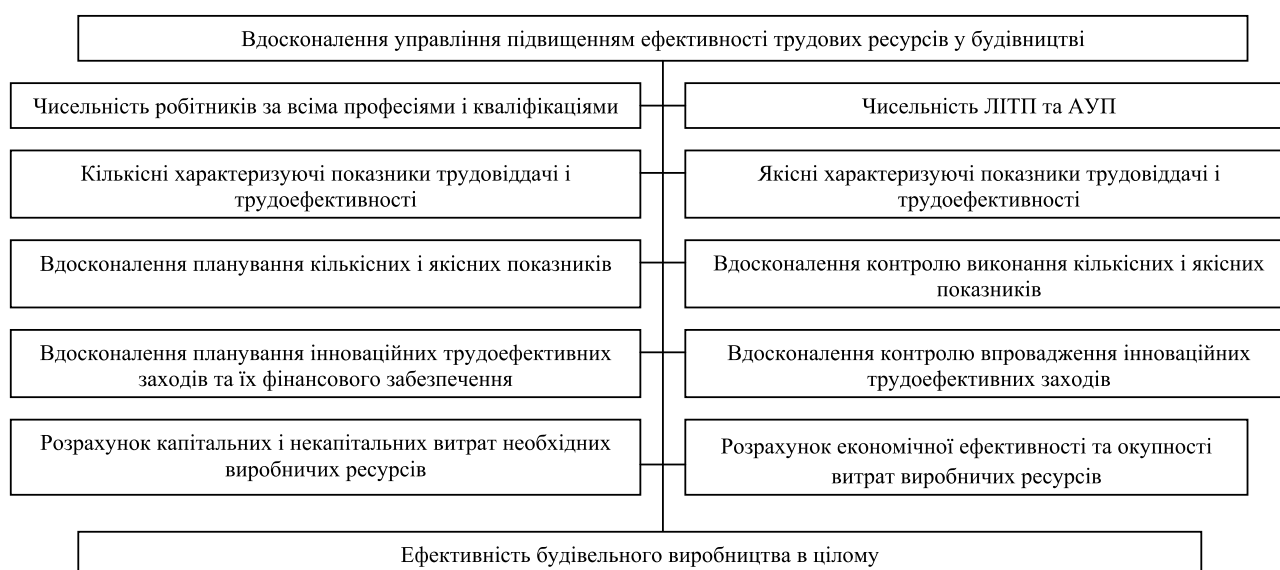 Вдосконалення управління підвищенням ефективності трудових ресурсів у будівництві
Чисельність робітників за всіма професіями і кваліфікаціями
Чисельність ЛІТП та АУП
Кількісні характеризуючі показники трудовіддачі і
трудоефективності
Якісні характеризуючі показники трудовіддачі і
трудоефективності
Вдосконалення планування кількісних і якісних показників
Вдосконалення контролю виконання кількісних і якісних
показників
Вдосконалення планування інноваційних трудоефективних
заходів та їх фінансового забезпечення
Вдосконалення контролю впровадження інноваційних
трудоефективних заходів
Розрахунок капітальних і некапітальних витрат необхідних
виробничих ресурсів
Розрахунок економічної ефективності та окупності
витрат виробничих ресурсів
Ефективність будівельного виробництва в цілому